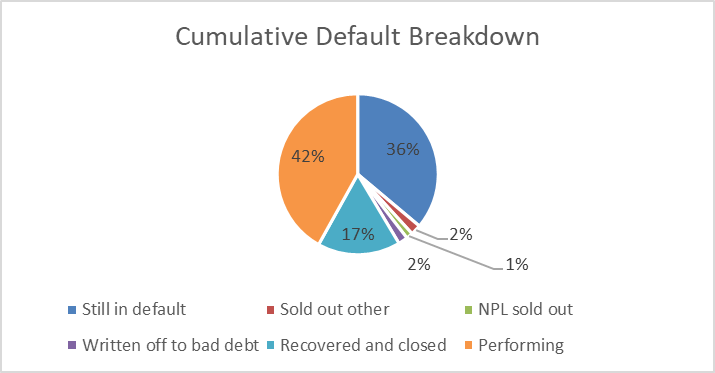 Cumulative Default Breakdown
42%
36%
17%
2%
2%
1%
Still in default
Sold out other
NPL sold out
Written off to bad debt
Recovered and closed
Performing